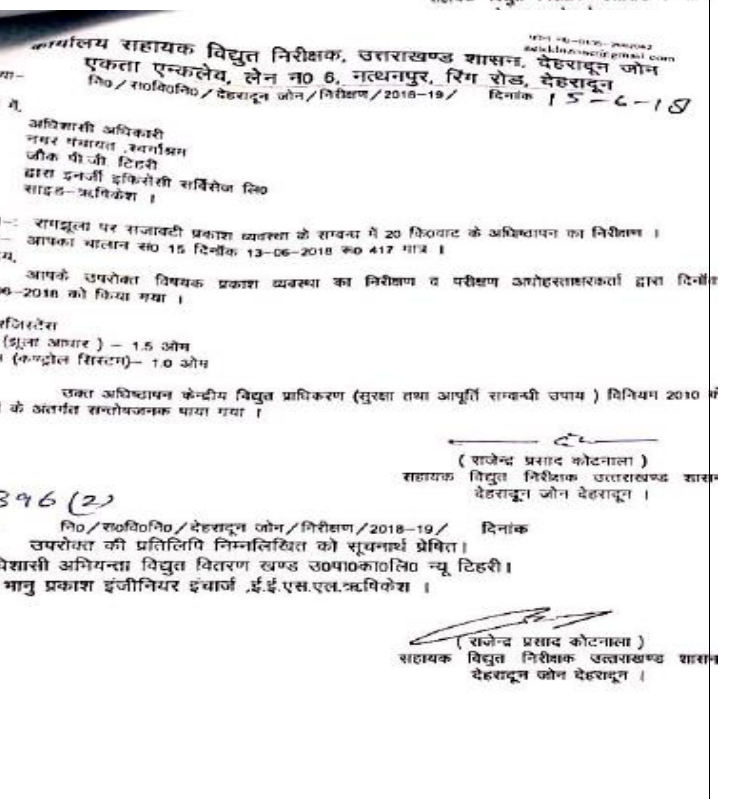 कार्यालय सहायक विद्युत निरीक्षक, उत्तराखण्ड शासन, देहरादून जोन
एकता एन्कलेव, लेन न0 6, नत्थनपुर, रिंग रोड, देहरादून
नि0/स0वि0नि0/देहरादून जोन/निरीक्षण/2018-19/ दिनांक 15-6-18
में,
अधिशासी अधिकारी
नगर पंचायत ,स्वर्गाश्रम
जौंक पी.जी. टिहरी
द्वारा इनर्जी इफिसेंसी सर्विसेज लि0
साइड-ऋषिकेश ।
-: रामझूला पर सजावटी प्रकाश व्यवस्था के सम्बन्ध में 20 कि0वाट के अधिष्ठापन का निरीक्षण ।
- आपका चालान सं0 15 दिनॉक 13-06-2018 रू0 417 मात्र ।
आपके उपरोक्त विषयक प्रकाश व्यवस्था का निरीक्षण व परीक्षण अधोहस्ताक्षरकर्ता द्वारा दिनॉक
06-2018 को किया गया ।
रजिस्टेंस
(झूला आधार ) – 1.5 ओम
(कण्ट्रोल सिस्टम)– 1.0 ओम
उक्त अधिष्ठापन केन्द्रीय विद्युत प्राधिकरण (सुरक्षा तथा आपूर्ति सम्बन्धी उपाय ) विनियम 2010
के अंतर्गत सन्तोषजनक पाया गया ।
( राजेन्द्र प्रसाद कोटनाला )
सहायक विद्युत निरीक्षक उत्तराखण्ड शासन
देहरादून जोन देहरादून ।
396 (2)
नि0/स0वि0नि0/देहरादून जोन/निरीक्षण/2018-19/ दिनांक
उपरोक्त की प्रतिलिपि निम्नलिखित को सूचनार्थ प्रेषित।
धिशासी अभियन्ता विद्युत वितरण खण्ड उ0पा0का0लि0 न्यू टिहरी।
भानु प्रकाश इंजीनियर इंचार्ज ,ई.ई.एस.एल.ऋषिकेश ।
( राजेन्द्र प्रसाद कोटनाला )
सहायक विद्युत निरीक्षक उत्तराखण्ड शासन
देहरादून जोन देहरादून ।